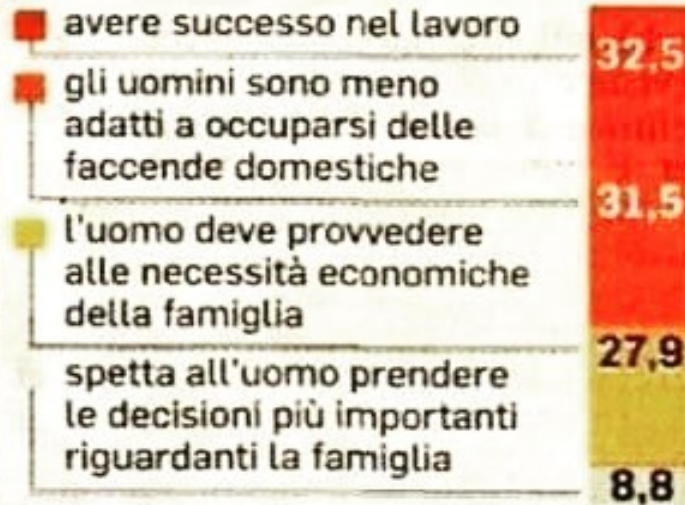 avere successo nel lavoro
32,5
gli uomini sono meno
adatti a occuparsi delle
faccende domestiche
31,5
l'uomo deve provvedere
alle necessità economiche
della famiglia
27,9
spetta all'uomo prendere
le decisioni più importanti
riguardanti la famiglia
8,8